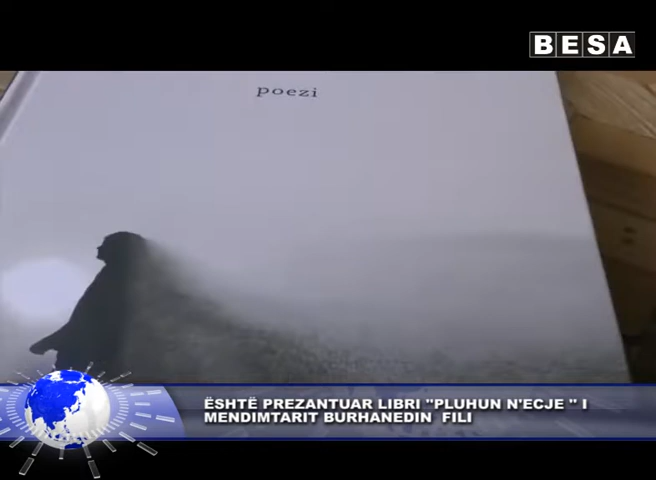 BESA
poezi
ËSHTË PREZANTUAR LIBRI "PLUHUN N'ECJE " I
MENDIMTARIT BURHANEDIN FILI